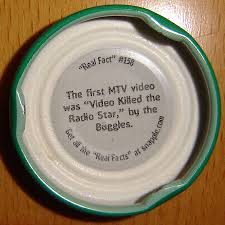 "Real Fact" #158
The first MTV video
was "Video Killed the
Radio Star," by the
Buggles.
Get all the "Real Facts" at snapple.com